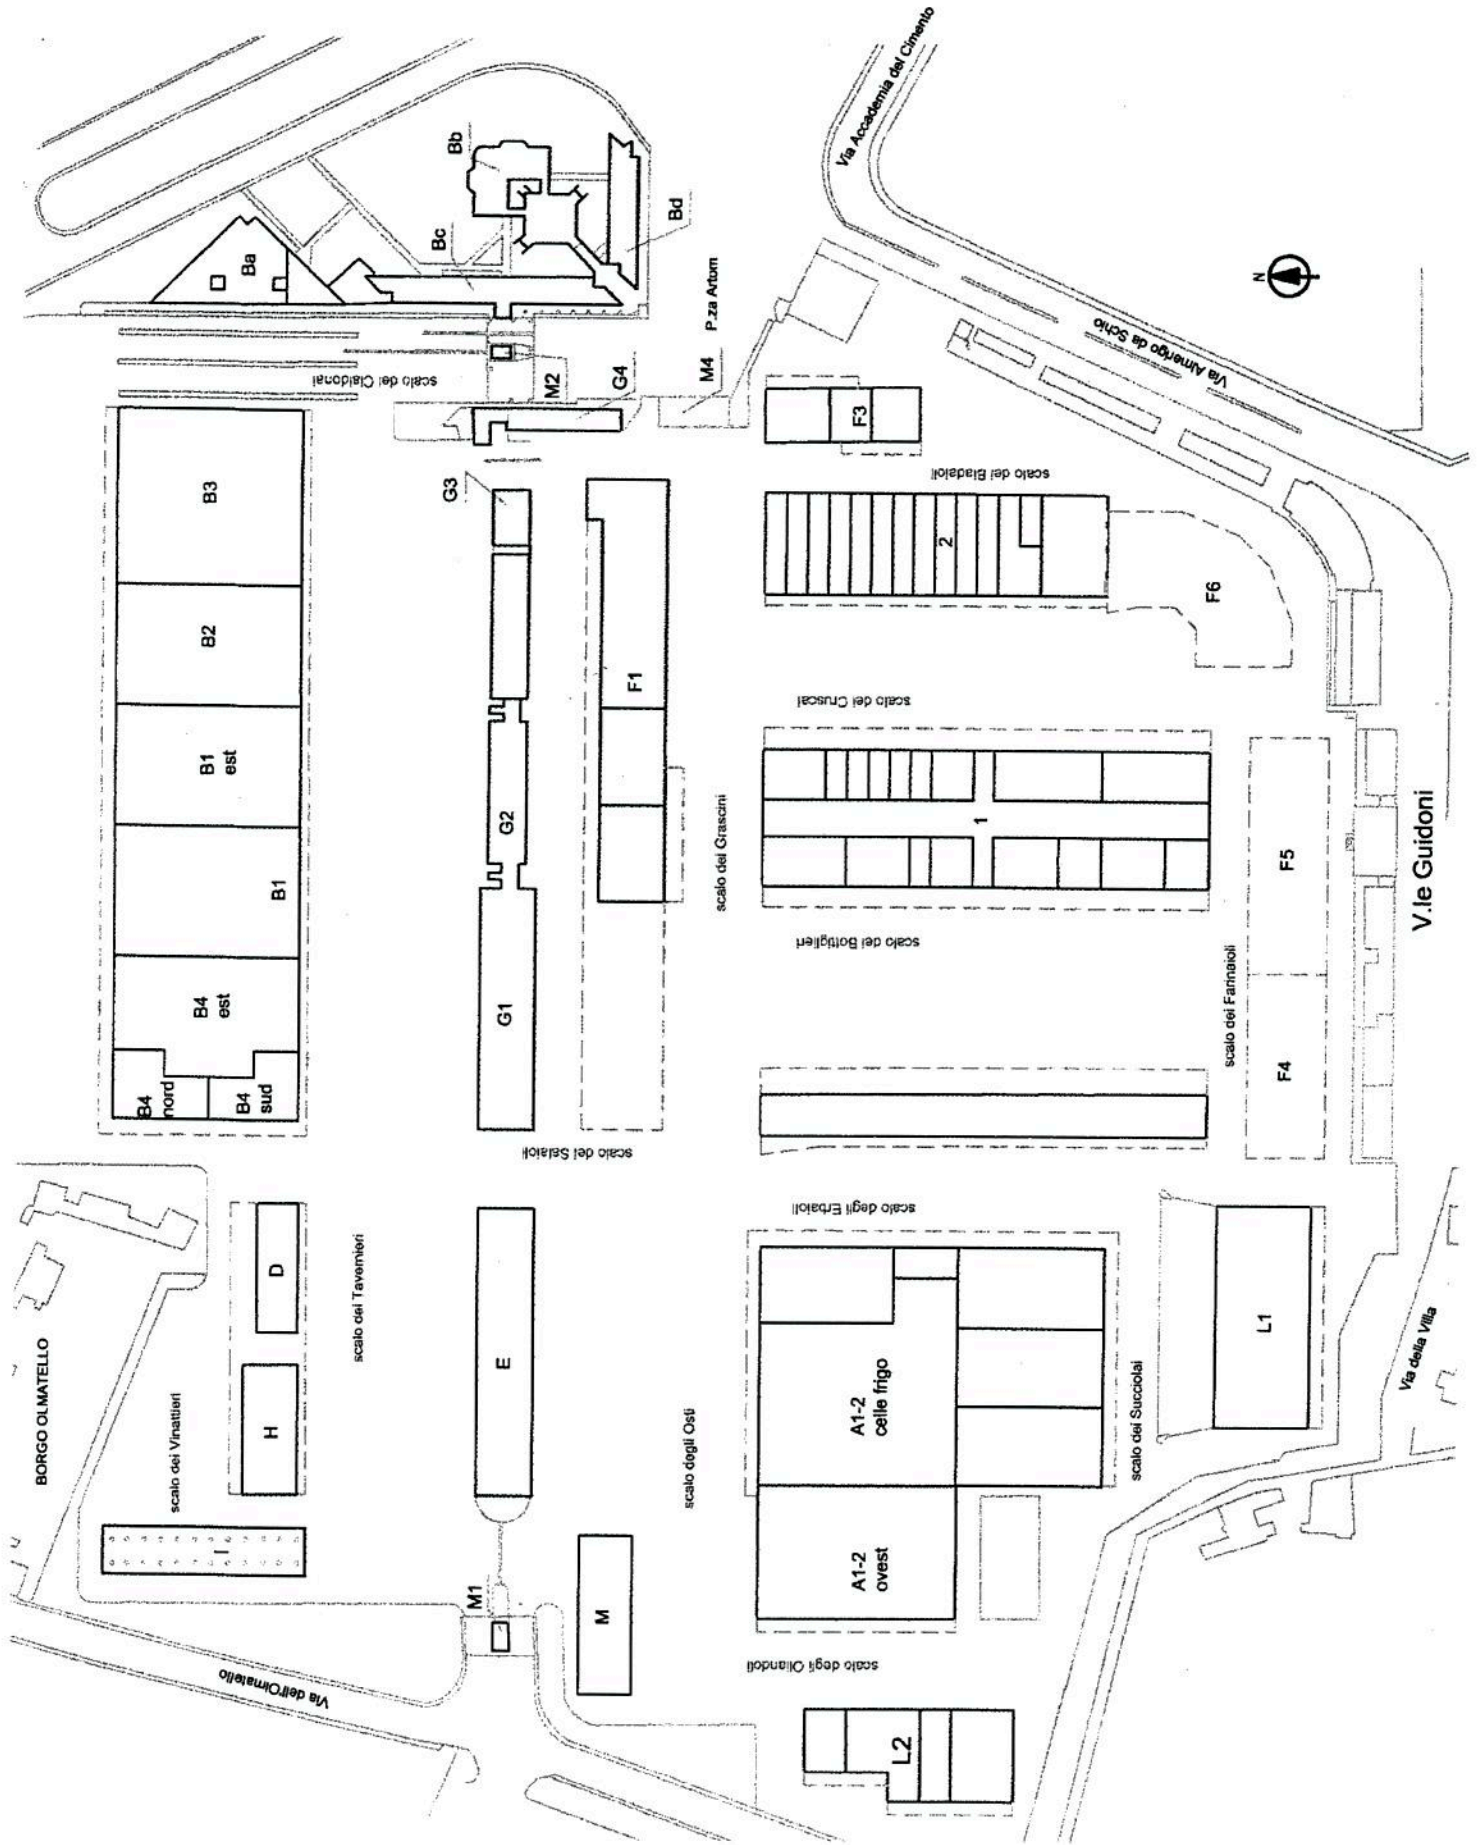 BORGO OLMATELLO
scalo dei Vinattieri
I
H
D
scalo dei Tavernieri
B4
nord
B4
sud
B4
est
B1
B1
est
B2
B3
scalo dei Cialdonai
Ba
Bc
Bb
Bd
Via dell'Olmatello
M1
E
scalo dei Salaioli
G1
G2
G3
M2
G4
M4
P.za Artom
M
scalo degli Osti
F1
scalo dei Grascini
scalo degli Oliandoli
L2
A1-2
ovest
A1-2
celle frigo
scalo degli Erbaioli
scalo dei Bottiglieri
1
scalo dei Cruscai
2
scalo dei Biadaioli
F3
Via Accademia del Cimento
Via Almerigo da Schio
N
scalo dei Succiolai
L1
scalo dei Farinaioli
F4
F5
F6
Via della Villa
V.le Guidoni